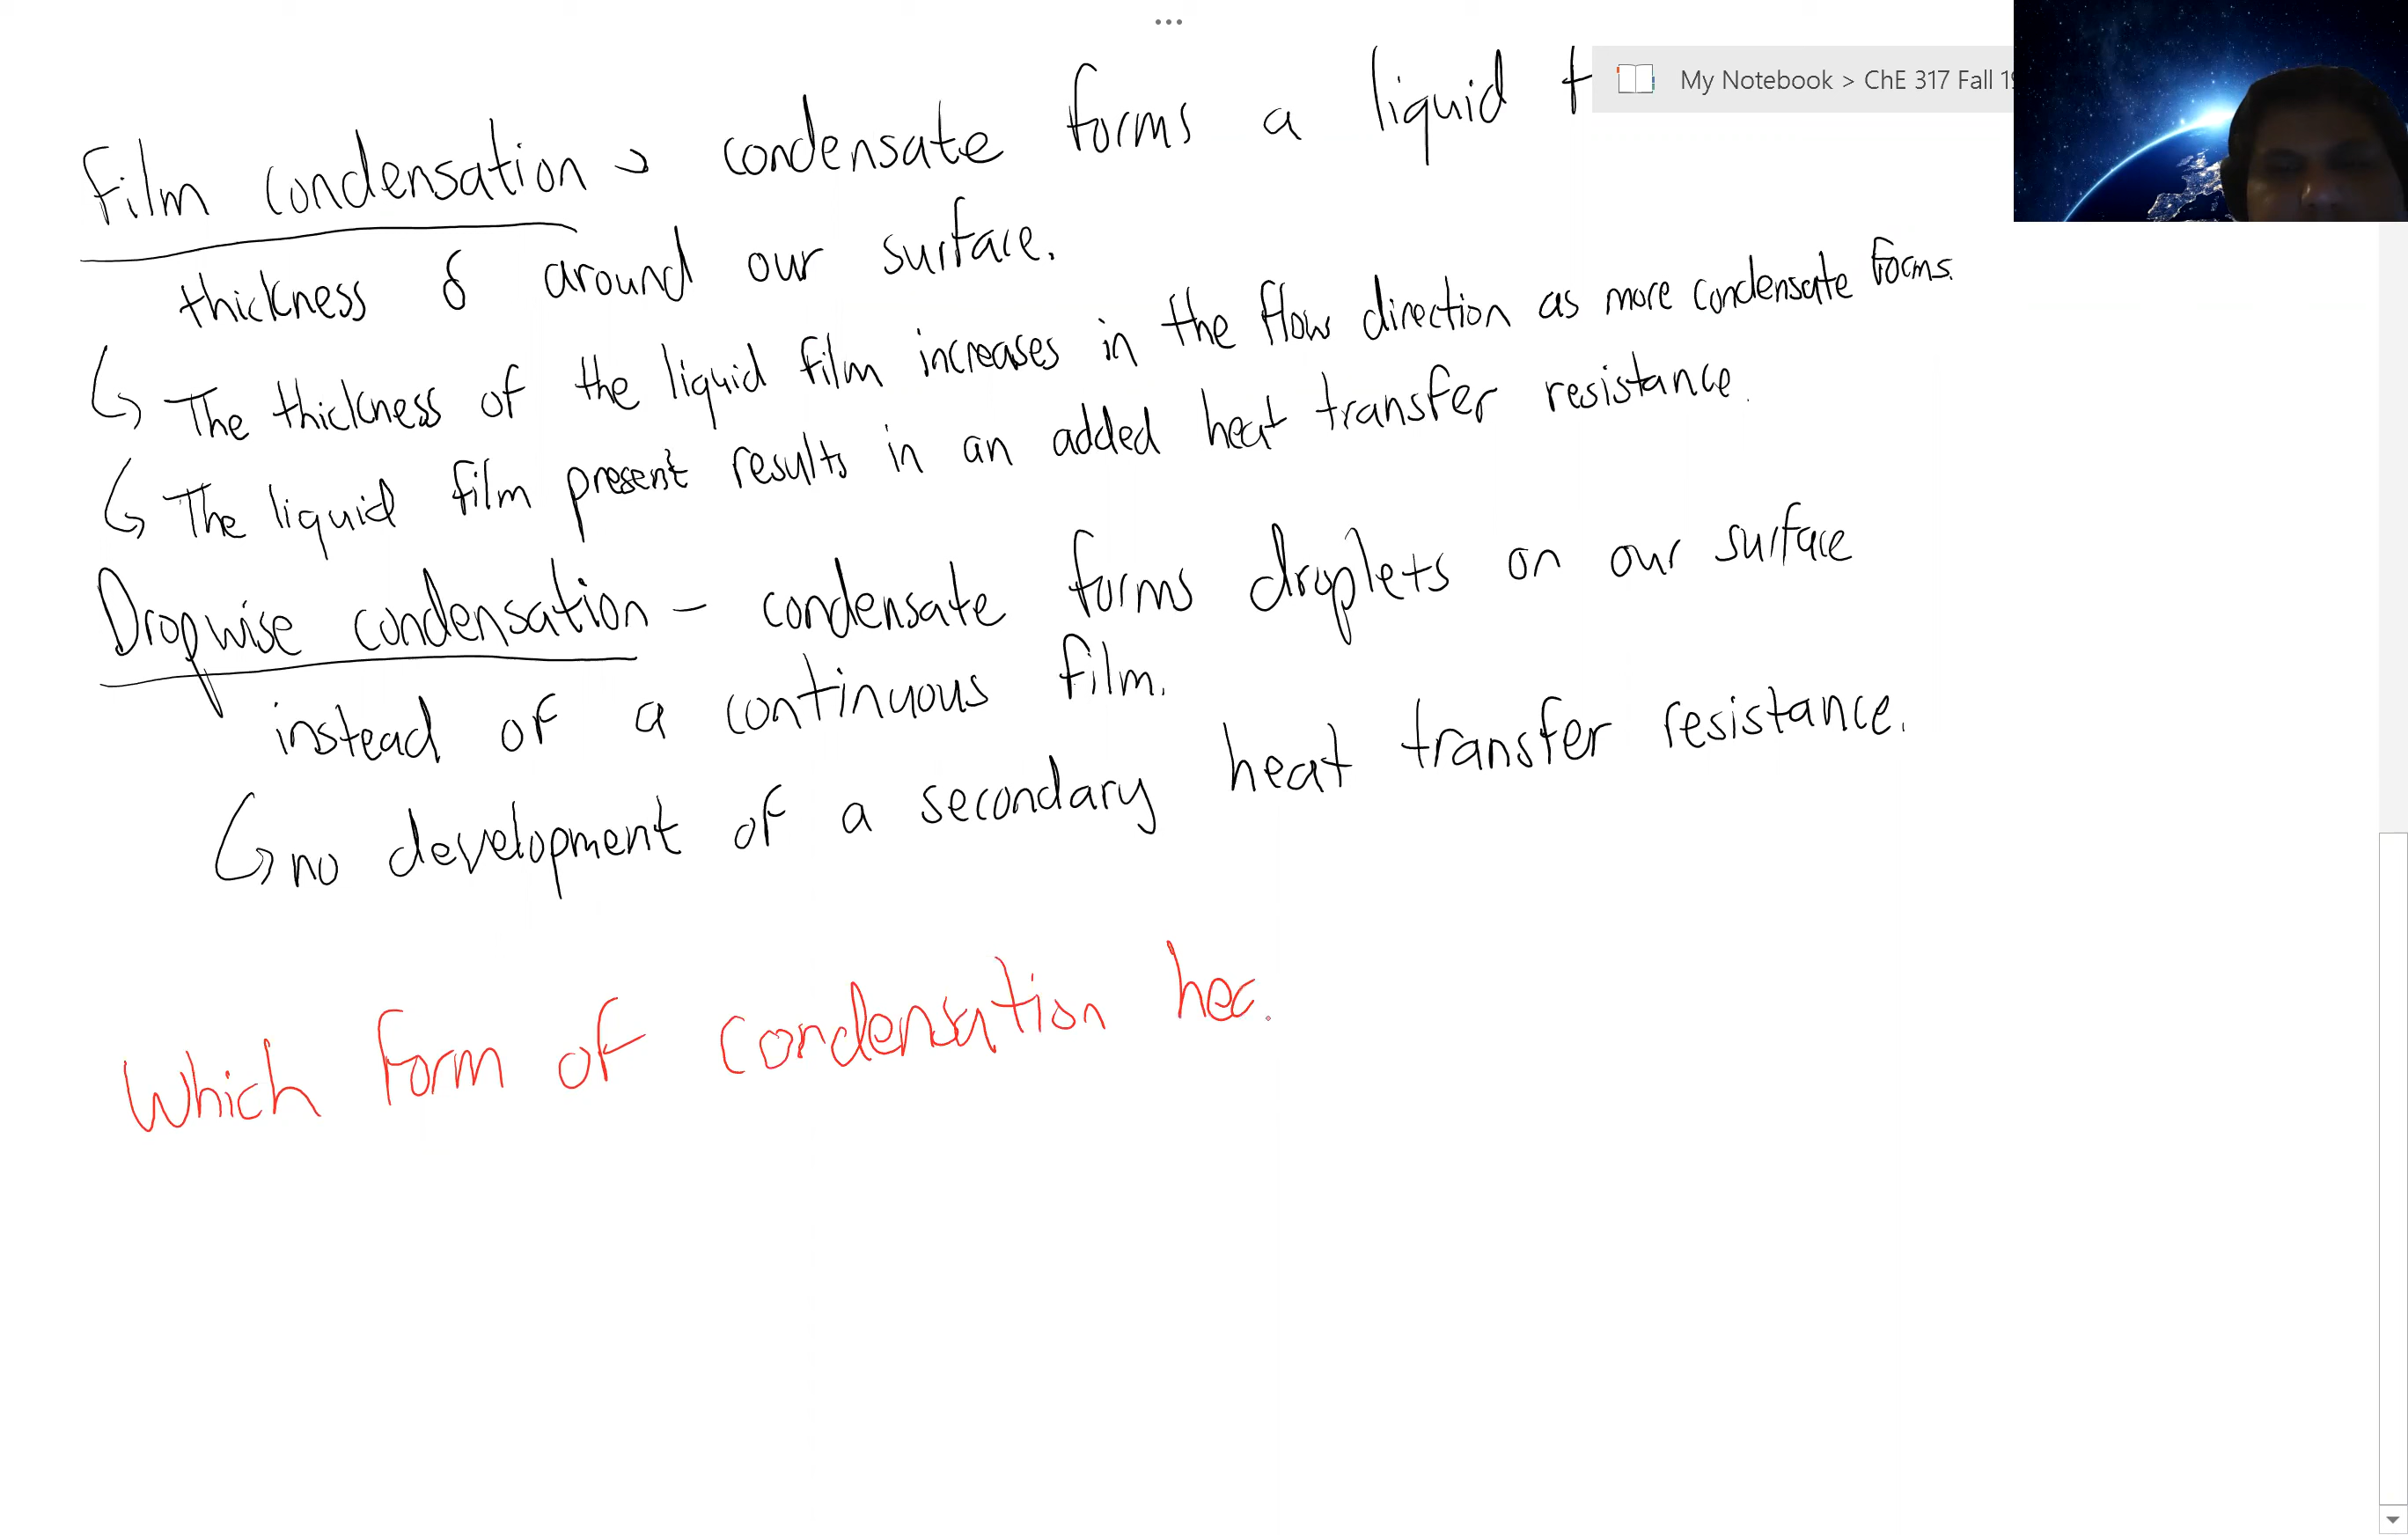 Film condensation → condensate forms a liquid
My Notebook > ChE 317 Fall
thickness δ around our surface.
↳ The thickness of the liquid film increases in the flow direction as more condensate forms.
↳ The liquid film present results in an added heat transfer resistance.
Dropwise condensation – condensate forms droplets on our surface
instead of a continuous film.
↳ no development of a secondary heat transfer resistance.
Which form of condensation